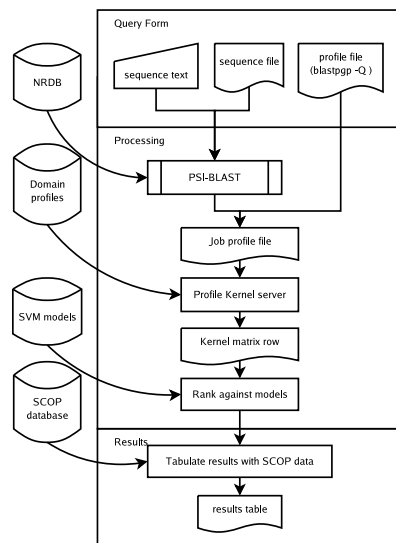 Query Form
sequence text
sequence file
profile file
(blastpgp -Q )
NRDB
Processing
PSI-BLAST
Domain
profiles
Job profile file
Profile Kernel server
SVM models
Kernel matrix row
Rank against models
SCOP
database
Results
Tabulate results with SCOP data
results table